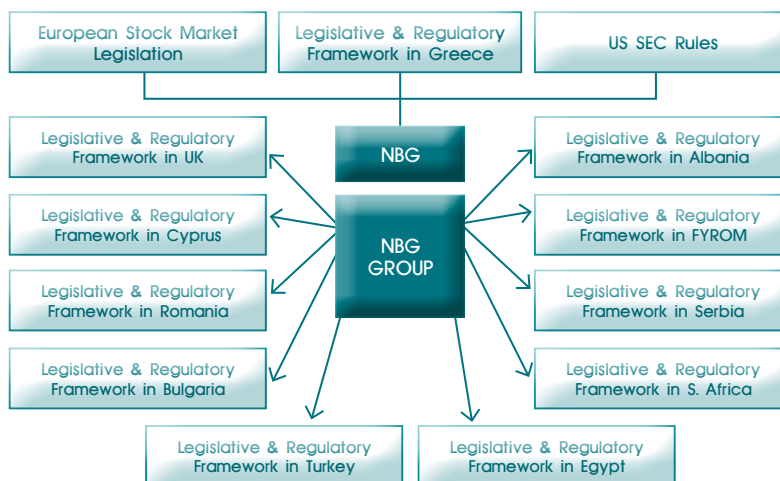 European Stock Market
Legislation
Legislative & Regulatory
Framework in Greece
US SEC Rules
Legislative & Regulatory
Framework in UK
NBG
Legislative & Regulatory
Framework in Albania
Legislative & Regulatory
Framework in Cyprus
NBG
GROUP
Legislative & Regulatory
Framework in FYROM
Legislative & Regulatory
Framework in Romania
Legislative & Regulatory
Framework in Serbia
Legislative & Regulatory
Framework in Bulgaria
Legislative & Regulatory
Framework in S. Africa
Legislative & Regulatory
Framework in Turkey
Legislative & Regulatory
Framework in Egypt